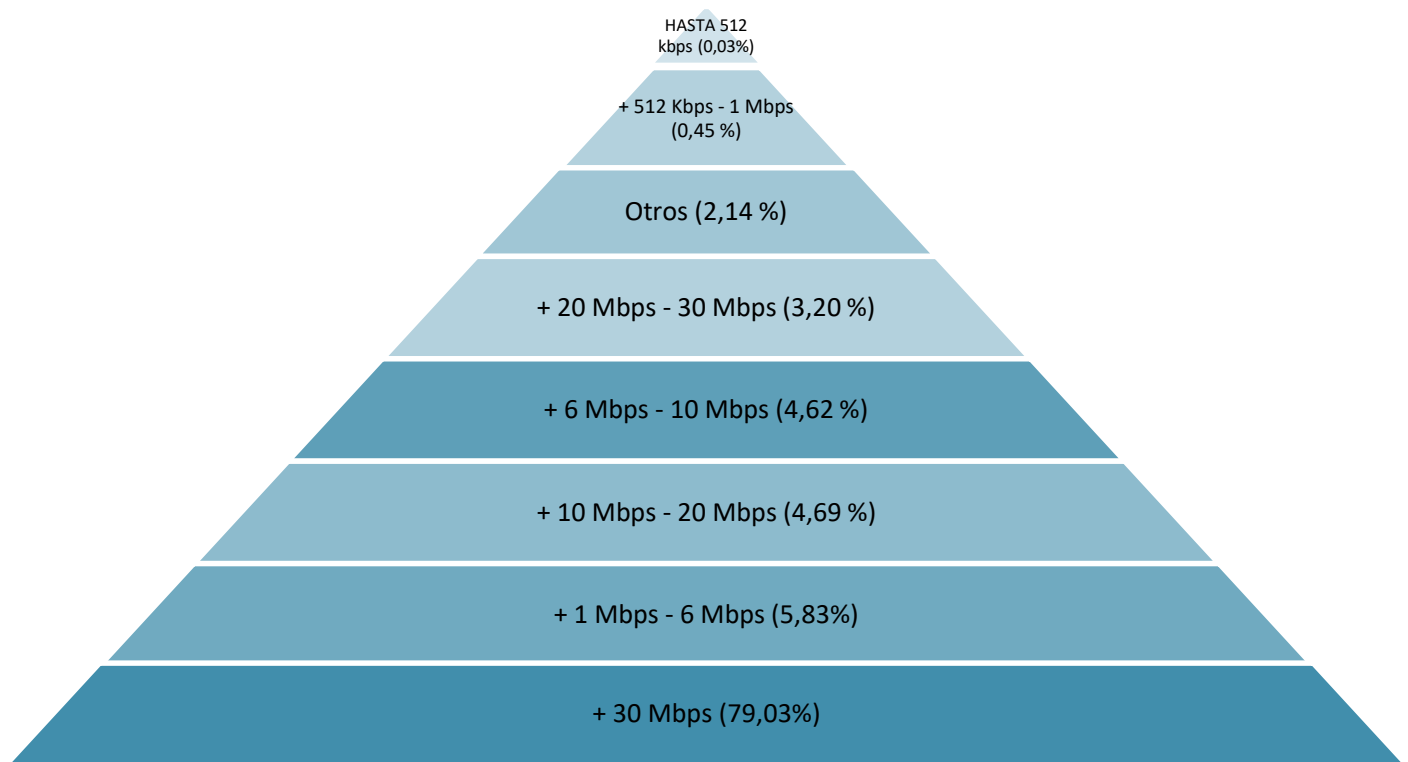 HASTA 512
kbps (0,03%)
+ 512 Kbps - 1 Mbps
(0,45 %)
Otros (2,14 %)
+ 20 Mbps - 30 Mbps (3,20 %)
+ 6 Mbps - 10 Mbps (4,62 %)
+ 10 Mbps - 20 Mbps (4,69 %)
+ 1 Mbps - 6 Mbps (5,83%)
+ 30 Mbps (79,03%)